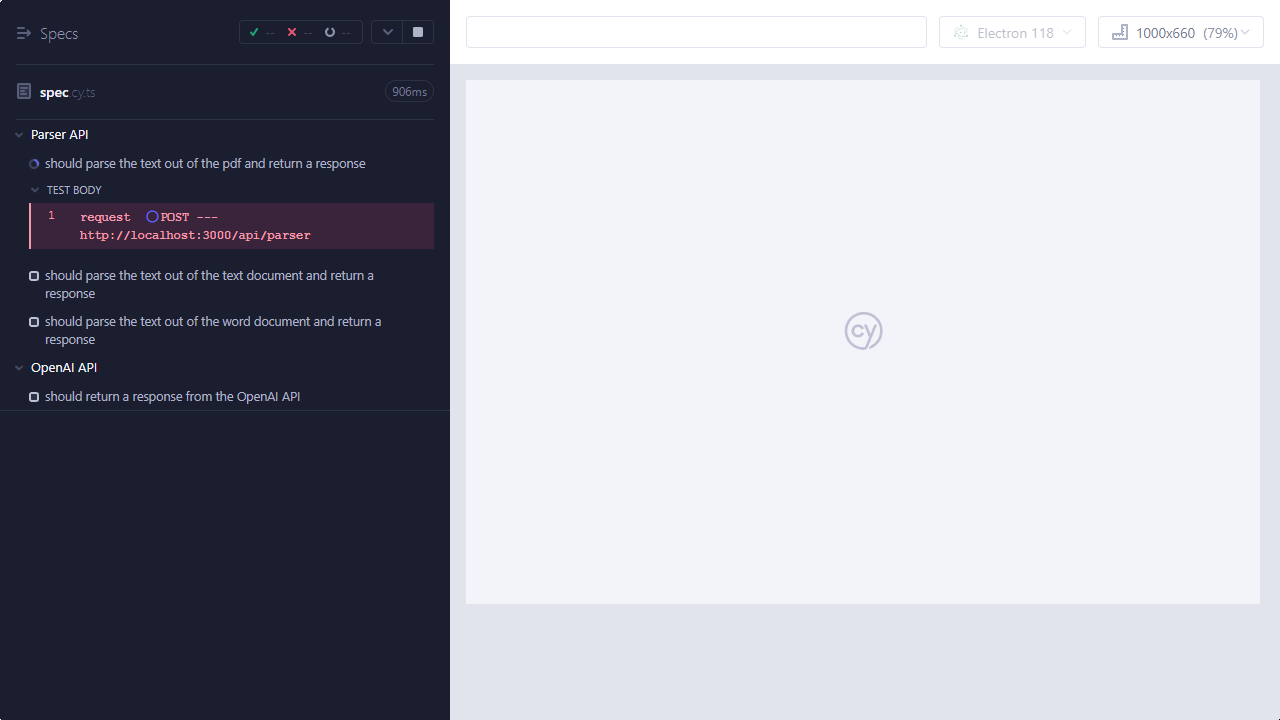 Specs
-- -- --
spec.cy.ts
906ms
Parser API
should parse the text out of the pdf and return a response
TEST BODY
1 request POST ---
http://localhost:3000/api/parser
should parse the text out of the text document and return a
response
should parse the text out of the word document and return a
response
OpenAI API
should return a response from the OpenAI API
Electron 118
1000x660 (79%)
cy